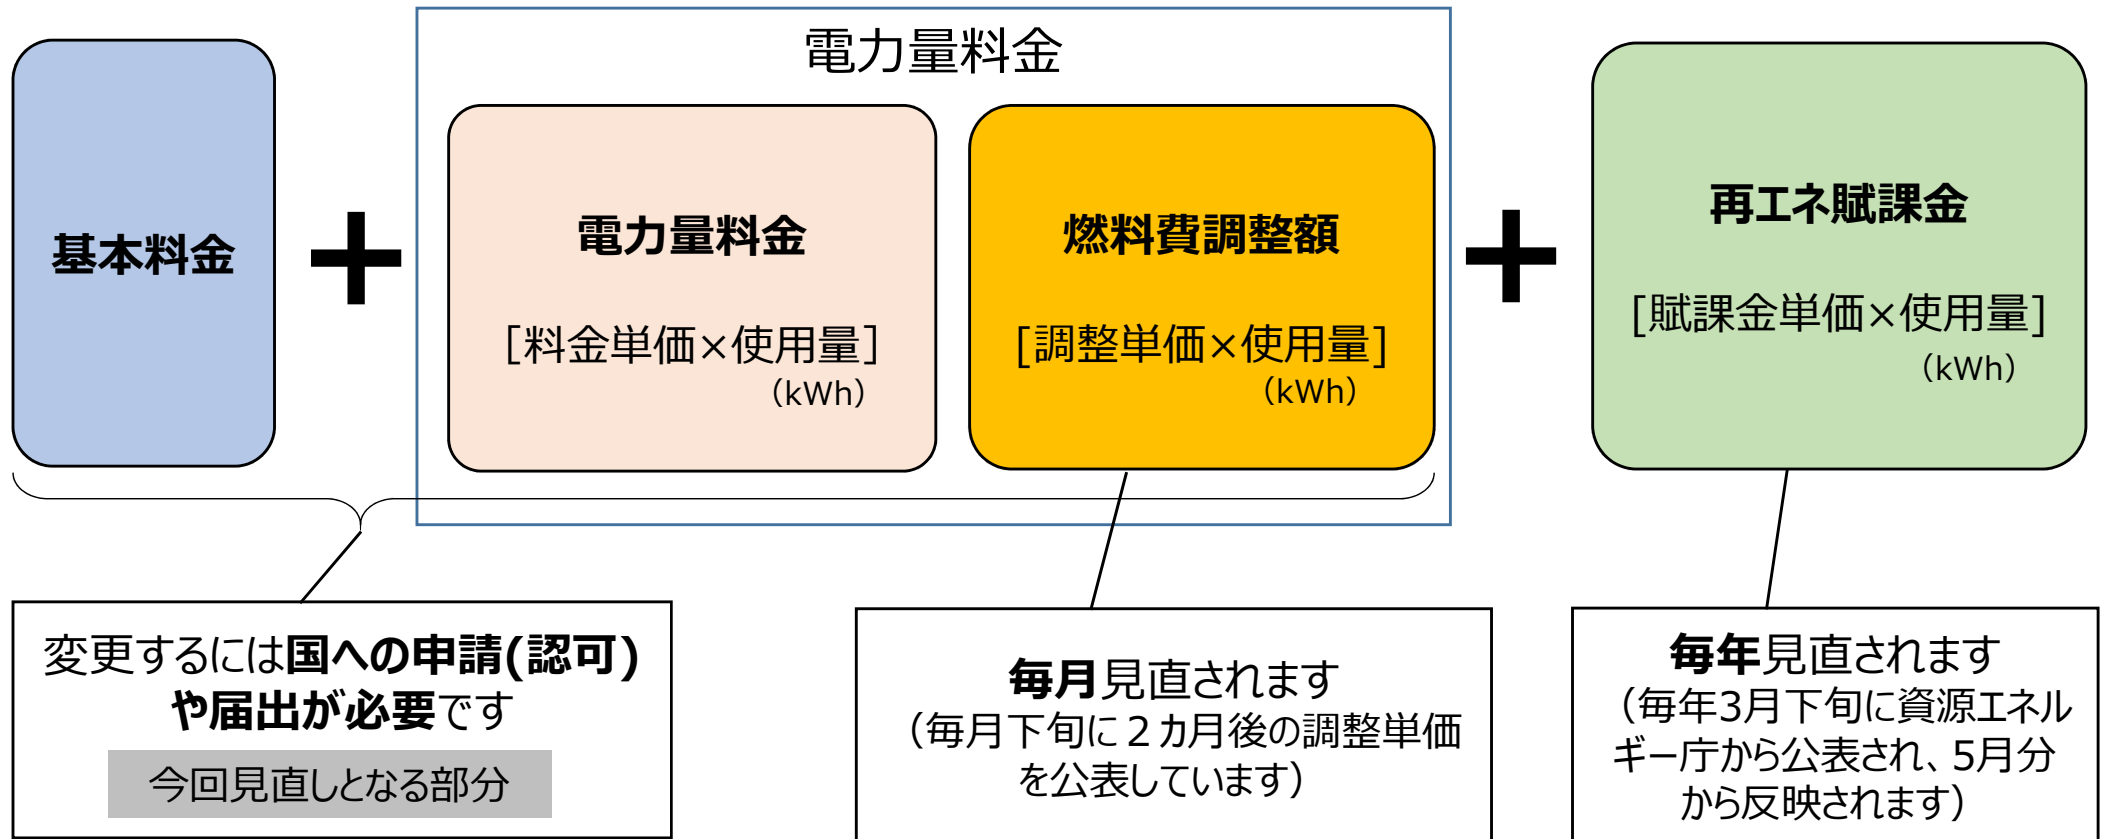 電力量料金
基本料金
+
電力量料金
[料金単価×使用量]
(kWh)
燃料費調整額
[調整単価×使用量]
(kWh)
+
再エネ賦課金
[賦課金単価×使用量]
(kWh)
変更するには国への申請(認可)
や届出が必要です
今回見直しとなる部分
毎月見直されます
（毎月下旬に２カ月後の調整単価
を公表しています）
毎年見直されます
（毎年3月下旬に資源エネル
ギー庁から公表され、5月分
から反映されます）